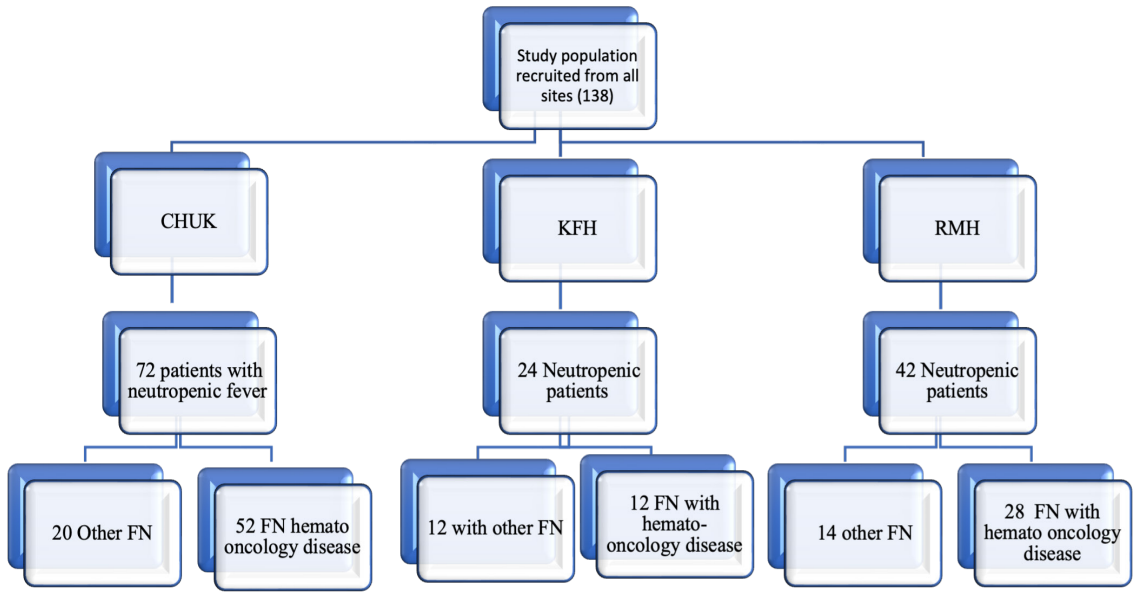 Study population
recruited from all
sites (138)
CHUK
KFH
RMH
72 patients with
neutropenic fever
24 Neutropenic
patients
42 Neutropenic
patients
20 Other FN
52 FN hemato
oncology disease
12 with other FN
12 FN with
hemato-
oncology disease
14 other FN
28 FN with
hemato oncology
disease